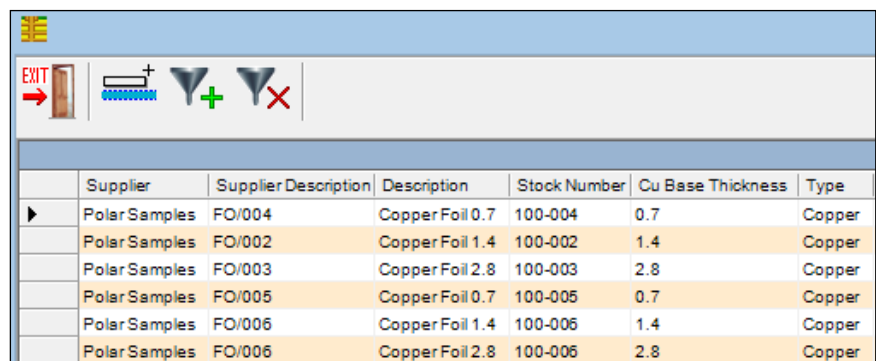 EXIT
Supplier Supplier Description Description Stock Number Cu Base Thickness Type
Polar Samples FO/004 Copper Foil 0.7 100-004 0.7 Copper
Polar Samples FO/002 Copper Foil 1.4 100-002 1.4 Copper
Polar Samples FO/003 Copper Foil 2.8 100-003 2.8 Copper
Polar Samples FO/005 Copper Foil 0.7 100-005 0.7 Copper
Polar Samples FO/006 Copper Foil 1.4 100-006 1.4 Copper
Polar Samples FO/006 Copper Foil 2.8 100-006 2.8 Copper